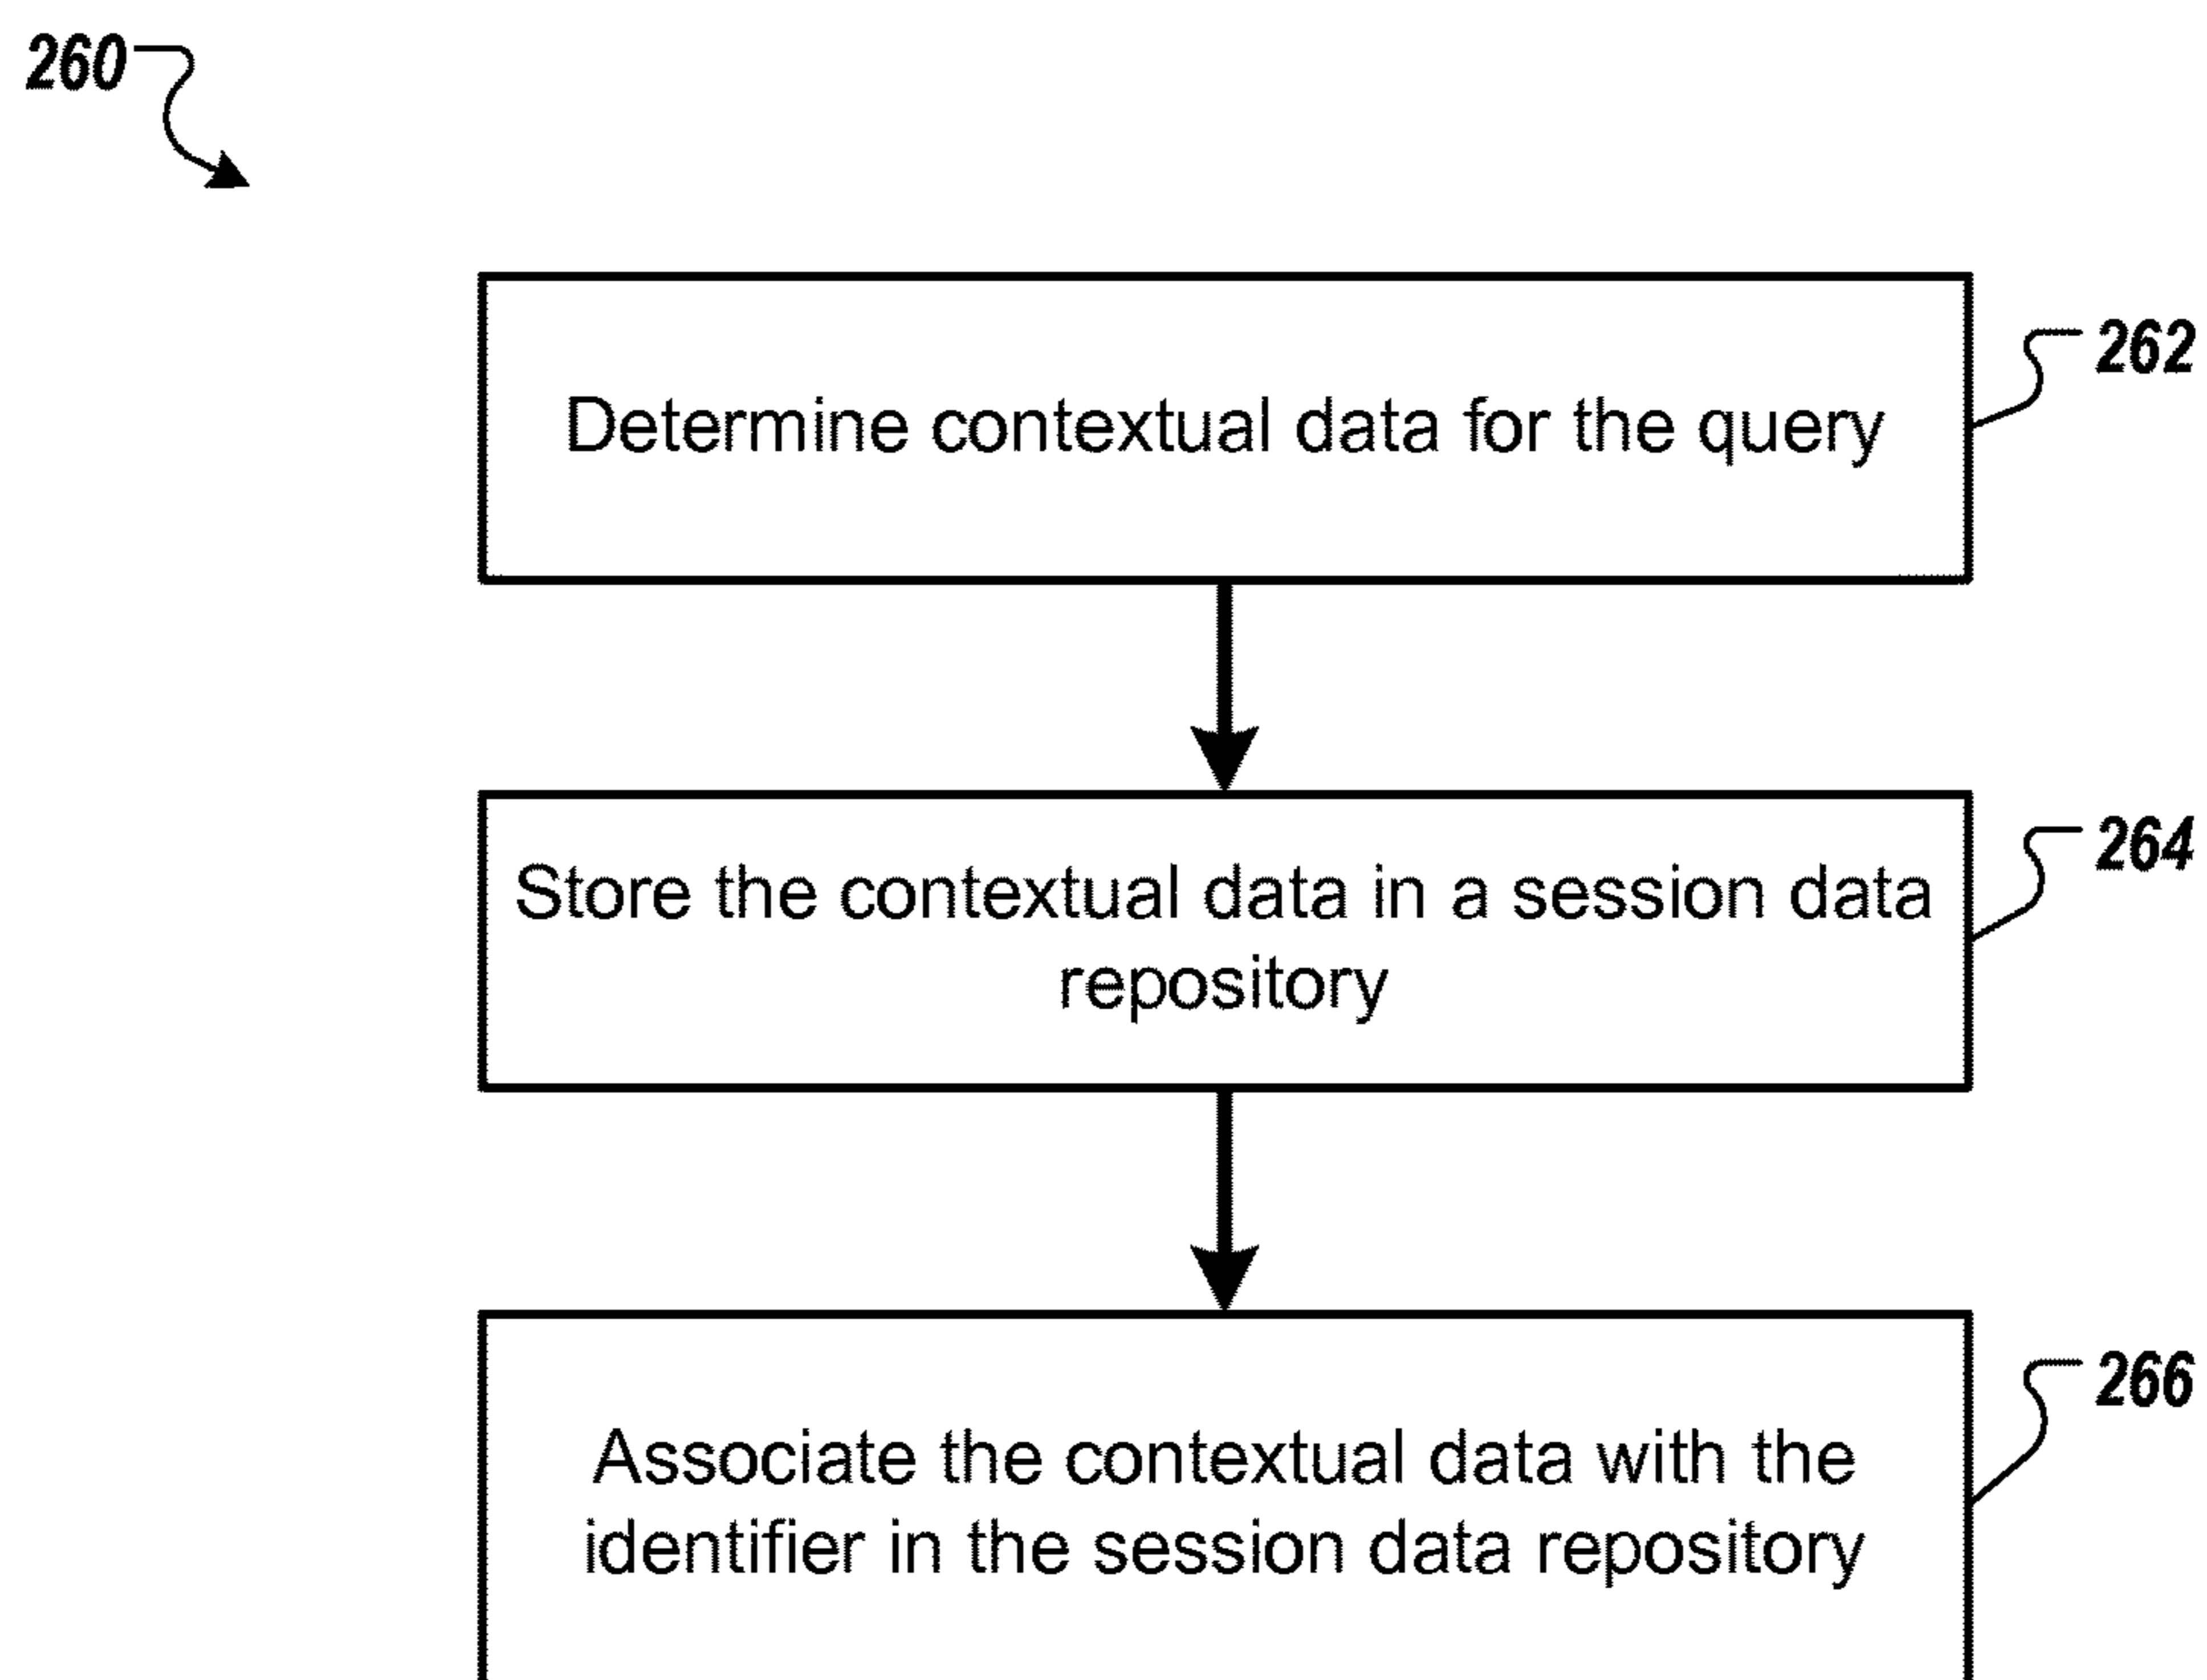 260
Determine contextual data for the query
262
Store the contextual data in a session data
repository
264
Associate the contextual data with the
identifier in the session data repository
266